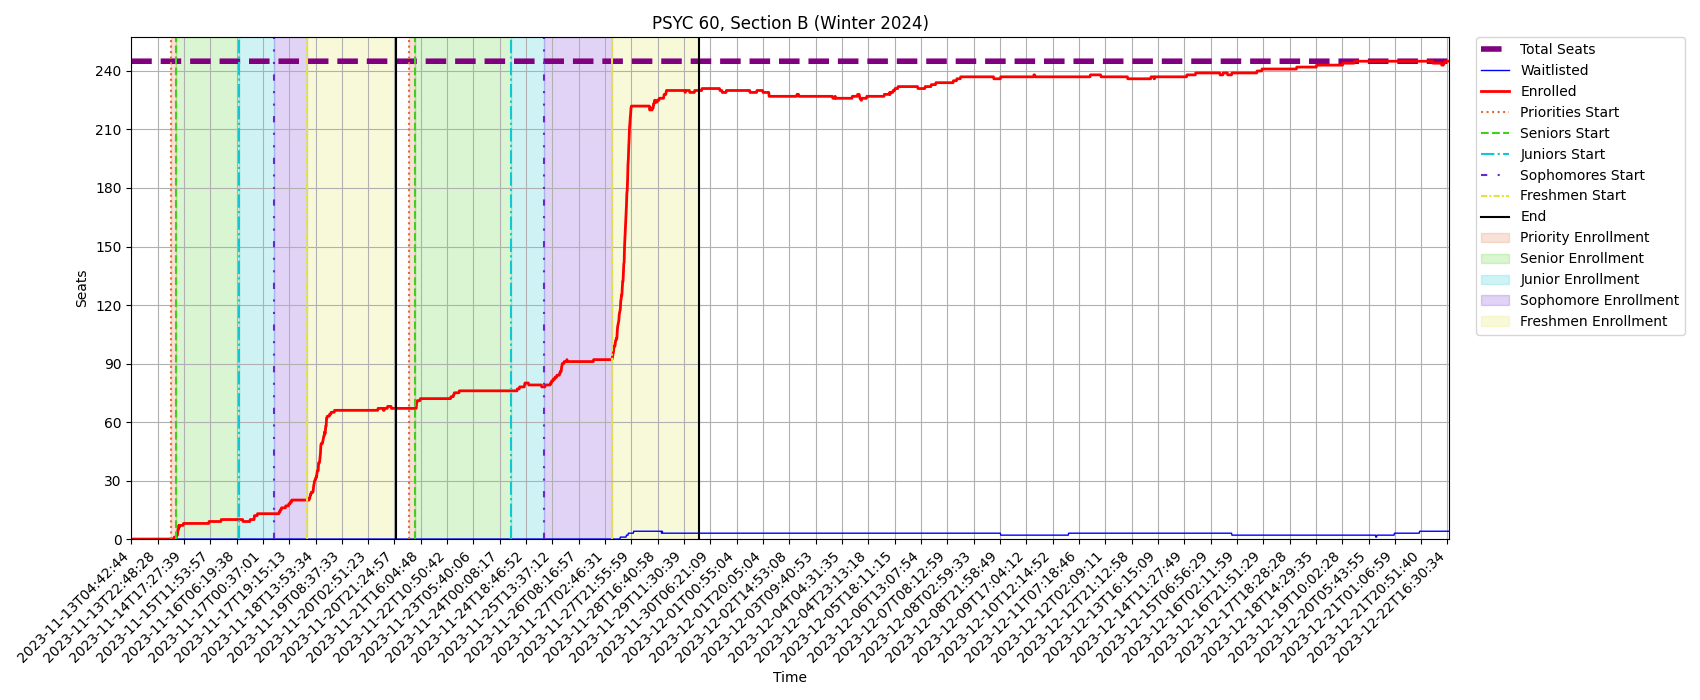 PSYC 60, Section B (Winter 2024)
Seats
240
210
180
150
120
90
60
30
0
2023-11-13T04:42:44
2023-11-13T22:48:28
2023-11-14T17:27:39
2023-11-15T11:53:57
2023-11-16T06:19:38
2023-11-17T00:37:01
2023-11-17T19:15:13
2023-11-18T13:53:34
2023-11-19T08:37:33
2023-11-20T02:51:23
2023-11-20T21:24:57
2023-11-21T16:04:48
2023-11-22T10:50:42
2023-11-23T05:40:06
2023-11-24T00:08:17
2023-11-24T18:46:52
2023-11-25T13:37:12
2023-11-26T08:16:57
2023-11-27T02:46:31
2023-11-27T21:55:59
2023-11-28T16:40:58
2023-11-29T11:30:39
2023-11-30T06:21:09
2023-12-01T00:55:04
2023-12-01T20:05:04
2023-12-02T14:53:08
2023-12-03T09:40:53
2023-12-04T04:31:35
2023-12-04T23:13:18
2023-12-05T18:11:15
2023-12-06T13:07:54
2023-12-07T08:12:59
2023-12-08T02:59:33
2023-12-08T21:58:49
2023-12-09T17:04:12
2023-12-10T12:14:52
2023-12-11T07:18:46
2023-12-12T02:09:11
2023-12-12T21:12:58
2023-12-13T16:15:09
2023-12-14T11:27:49
2023-12-15T06:56:29
2023-12-16T02:11:59
2023-12-16T21:51:29
2023-12-17T18:28:28
2023-12-18T14:29:35
2023-12-19T10:02:28
2023-12-20T05:43:55
2023-12-21T01:06:59
2023-12-21T20:51:40
2023-12-22T16:30:34
Time
Total Seats
Waitlisted
Enrolled
Priorities Start
Seniors Start
Juniors Start
Sophomores Start
Freshmen Start
End
Priority Enrollment
Senior Enrollment
Junior Enrollment
Sophomore Enrollment
Freshmen Enrollment